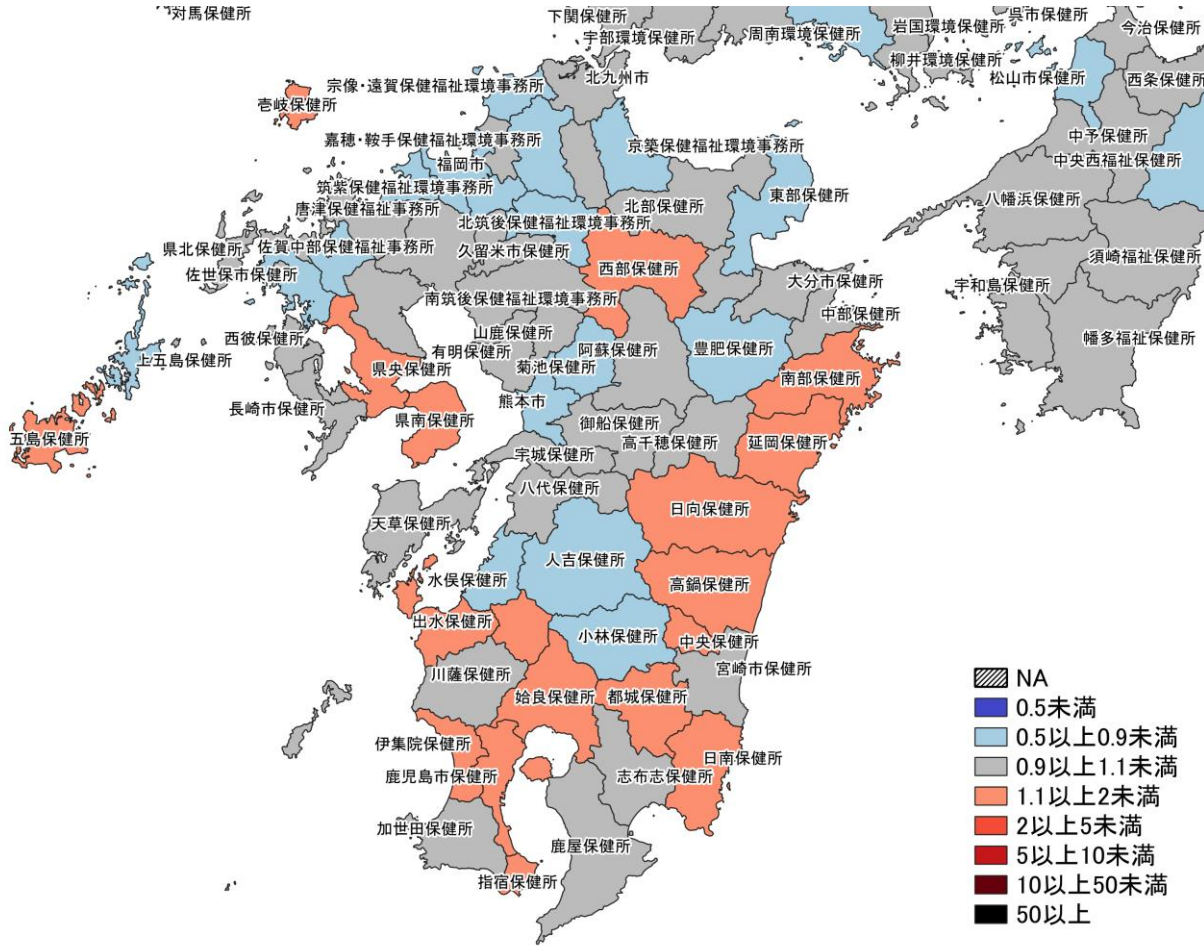 対馬保健所
下関保健所
宇部環境保健所
周南環境保健所
岩国環境保健所
呉市保健所
今治保健所
柳井環境保健所
北九州市
宗像・遠賀保健福祉環境事務所
松山市保健所
西条保健所
壱岐保健所
嘉穂・鞍手保健福祉環境事務所
京築保健福祉環境事務所
中予保健所
福岡市
中央西福祉保健所
筑紫保健福祉環境事務所
東部保健所
八幡浜保健所
唐津保健福祉事務所
北部保健所
北筑後保健福祉環境事務所
県北保健所
佐賀中部保健福祉事務所
久留米市保健所
須崎福祉保健所
佐世保市保健所
西部保健所
大分市保健所
宇和島保健所
南筑後保健福祉環境事務所
中部保健所
西彼保健所
山鹿保健所
幡多福祉保健所
有明保健所
阿蘇保健所
豊肥保健所
上五島保健所
県央保健所
菊池保健所
南部保健所
長崎市保健所
熊本市
県南保健所
御船保健所
五島保健所
高千穂保健所
延岡保健所
宇城保健所
八代保健所
日向保健所
天草保健所
人吉保健所
水俣保健所
高鍋保健所
出水保健所
小林保健所
中央保健所
宮崎市保健所
川薩保健所
姶良保健所
都城保健所
伊集院保健所
日南保健所
鹿児島市保健所
志布志保健所
加世田保健所
鹿屋保健所
指宿保健所
NA
0.5未満
0.5以上0.9未満
0.9以上1.1未満
1.1以上2未満
2以上5未満
5以上10未満
10以上50未満
50以上